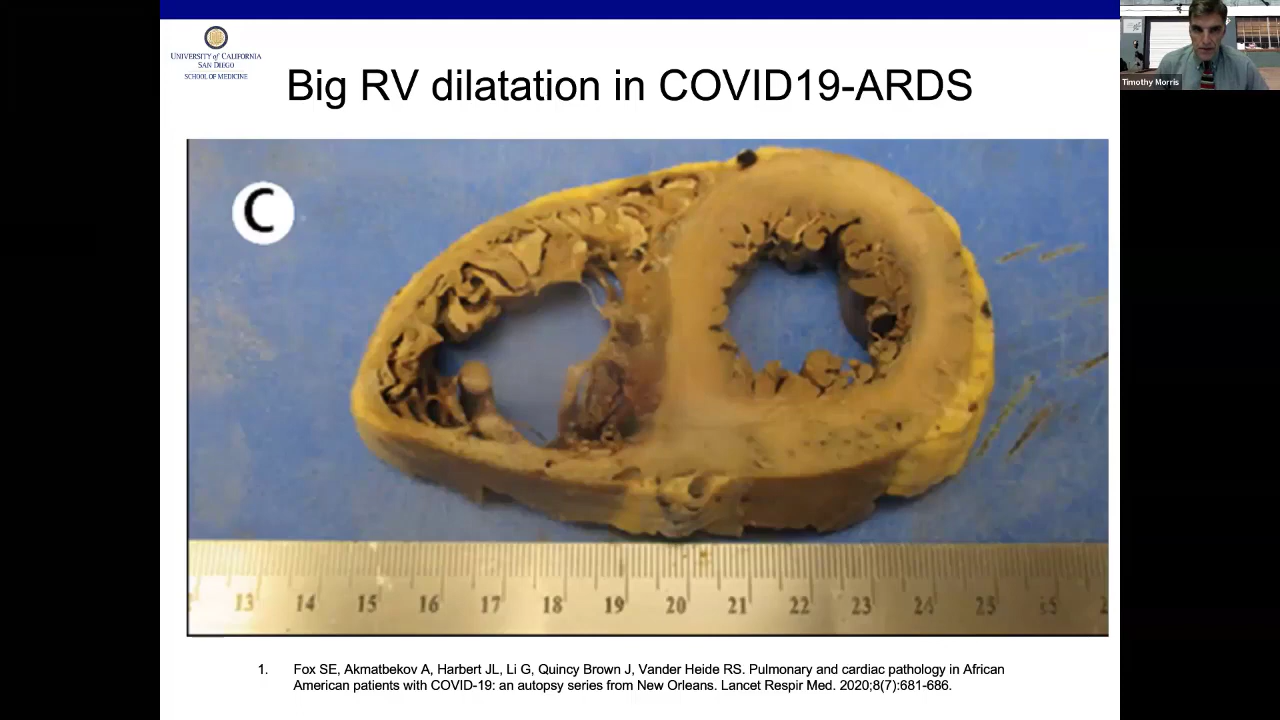 UNIVERSITY of CALIFORNIA
SAN DIEGO
SCHOOL OF MEDICINE
Big RV dilatation in COVID19-ARDS
Timothy Morris
C
13 14 15 16 17 18 19 20 21 22 23 24 25
1. Fox SE, Akmatbekov A, Harbert JL, Li G, Quincy Brown J, Vander Heide RS. Pulmonary and cardiac pathology in African
American patients with COVID-19: an autopsy series from New Orleans. Lancet Respir Med. 2020;8(7):681-686.